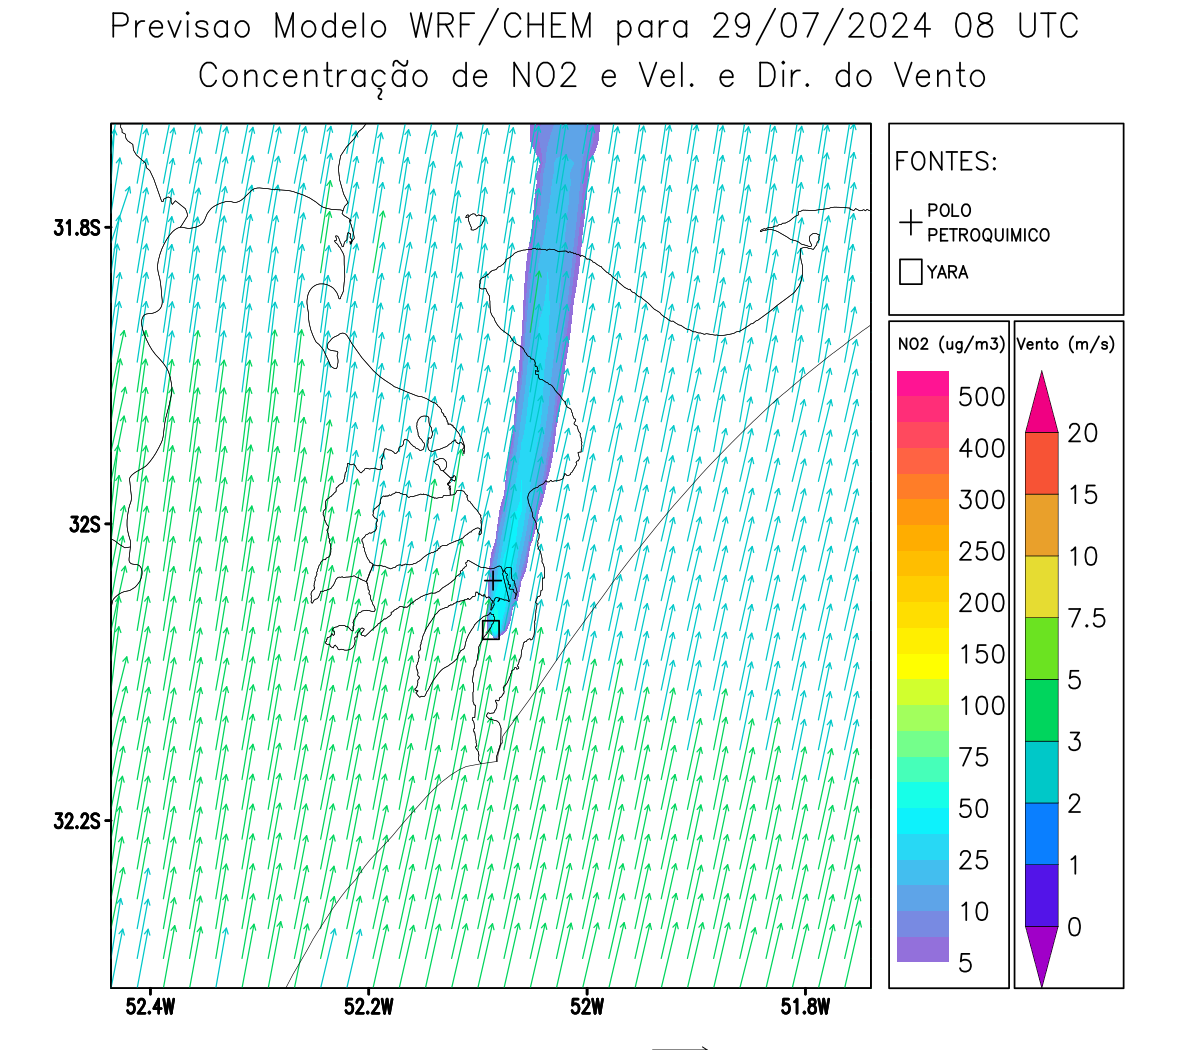 Previsao Modelo WRF/CHEM para 29/07/2024 08 UTC
Concentração de NO2 e Vel. e Dir. do Vento
FONTES:
POLO
PETROQUIMICO
YARA
31.8S
32S
32.2S
52.4W
52.2W
52W
51.8W
NO2 (ug/m3)
500
400
300
250
200
150
100
75
50
25
10
5
Vento (m/s)
20
15
10
7.5
5
3
2
1
0